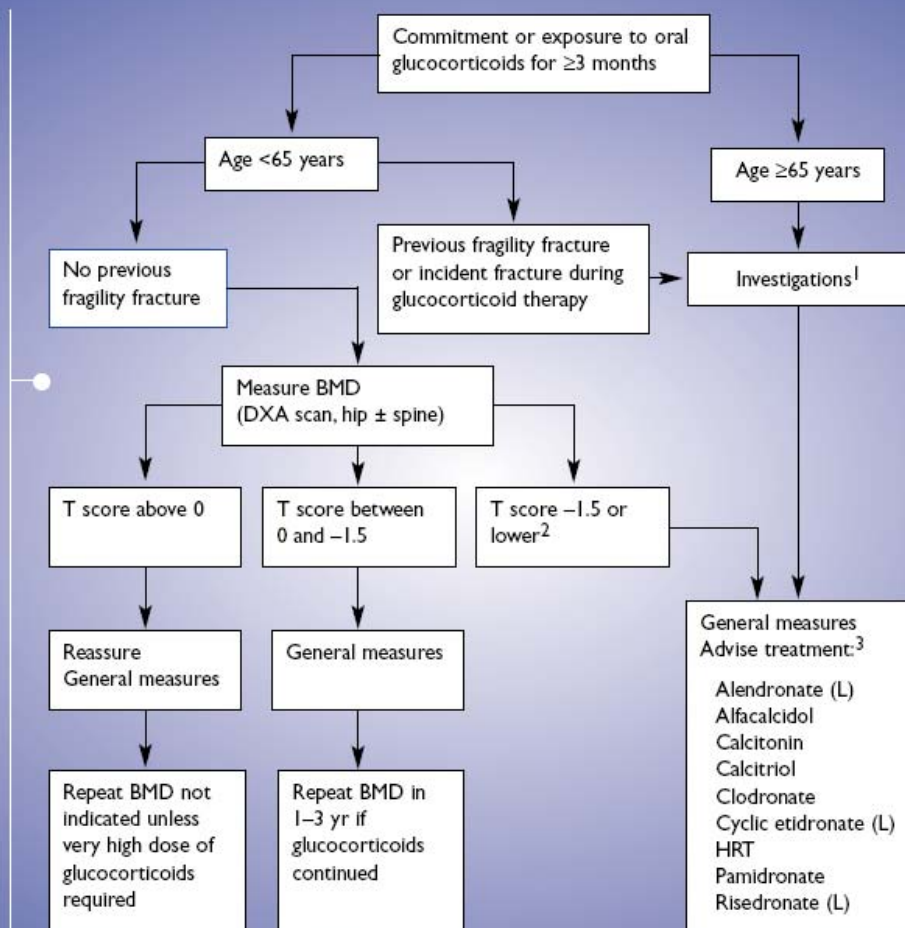 Commitment or exposure to oral
glucocorticoids for ≥3 months
Age <65 years
Age ≥65 years
No previous
fragility fracture
Previous fragility fracture
or incident fracture during
glucocorticoid therapy
Investigations¹
Measure BMD
(DXA scan, hip ± spine)
T score above 0
T score between
0 and –1.5
T score –1.5 or
lower²
Reassure
General measures
General measures
General measures
Advise treatment:³
Alendronate (L)
Alfacalcidol
Calcitonin
Calcitriol
Clodronate
Cyclic etidronate (L)
HRT
Pamidronate
Risedronate (L)
Repeat BMD not
indicated unless
very high dose of
glucocorticoids
required
Repeat BMD in
1–3 yr if
glucocorticoids
continued